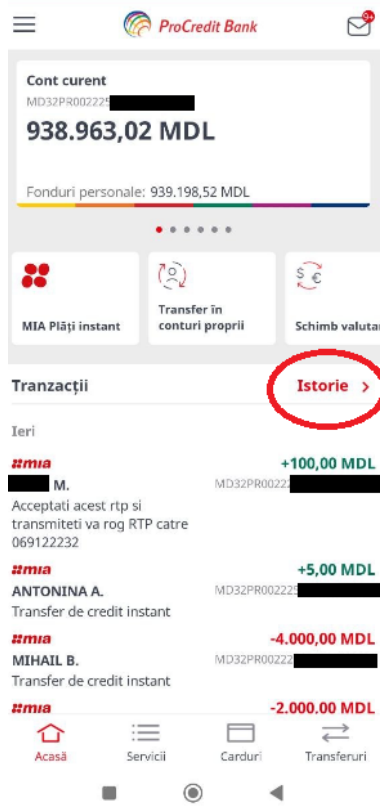 ProCredit Bank
9+
Cont curent
MD32PR002225
938.963,02 MDL
Fonduri personale: 939.198,52 MDL
MIA Plăți instant
Transfer în
conturi proprii
Schimb valutar
Tranzacții
Istorie >
Ieri
mia +100,00 MDL
M. MD32PR00222
Acceptati acest rtp si
transmiteti va rog RTP catre
069122232
mia +5,00 MDL
ANTONINA A. MD32PR002225
Transfer de credit instant
mia -4.000,00 MDL
MIHAIL B. MD32PR00222
Transfer de credit instant
mia -2.000,00 MDL
Acasă Servicii Carduri Transferuri